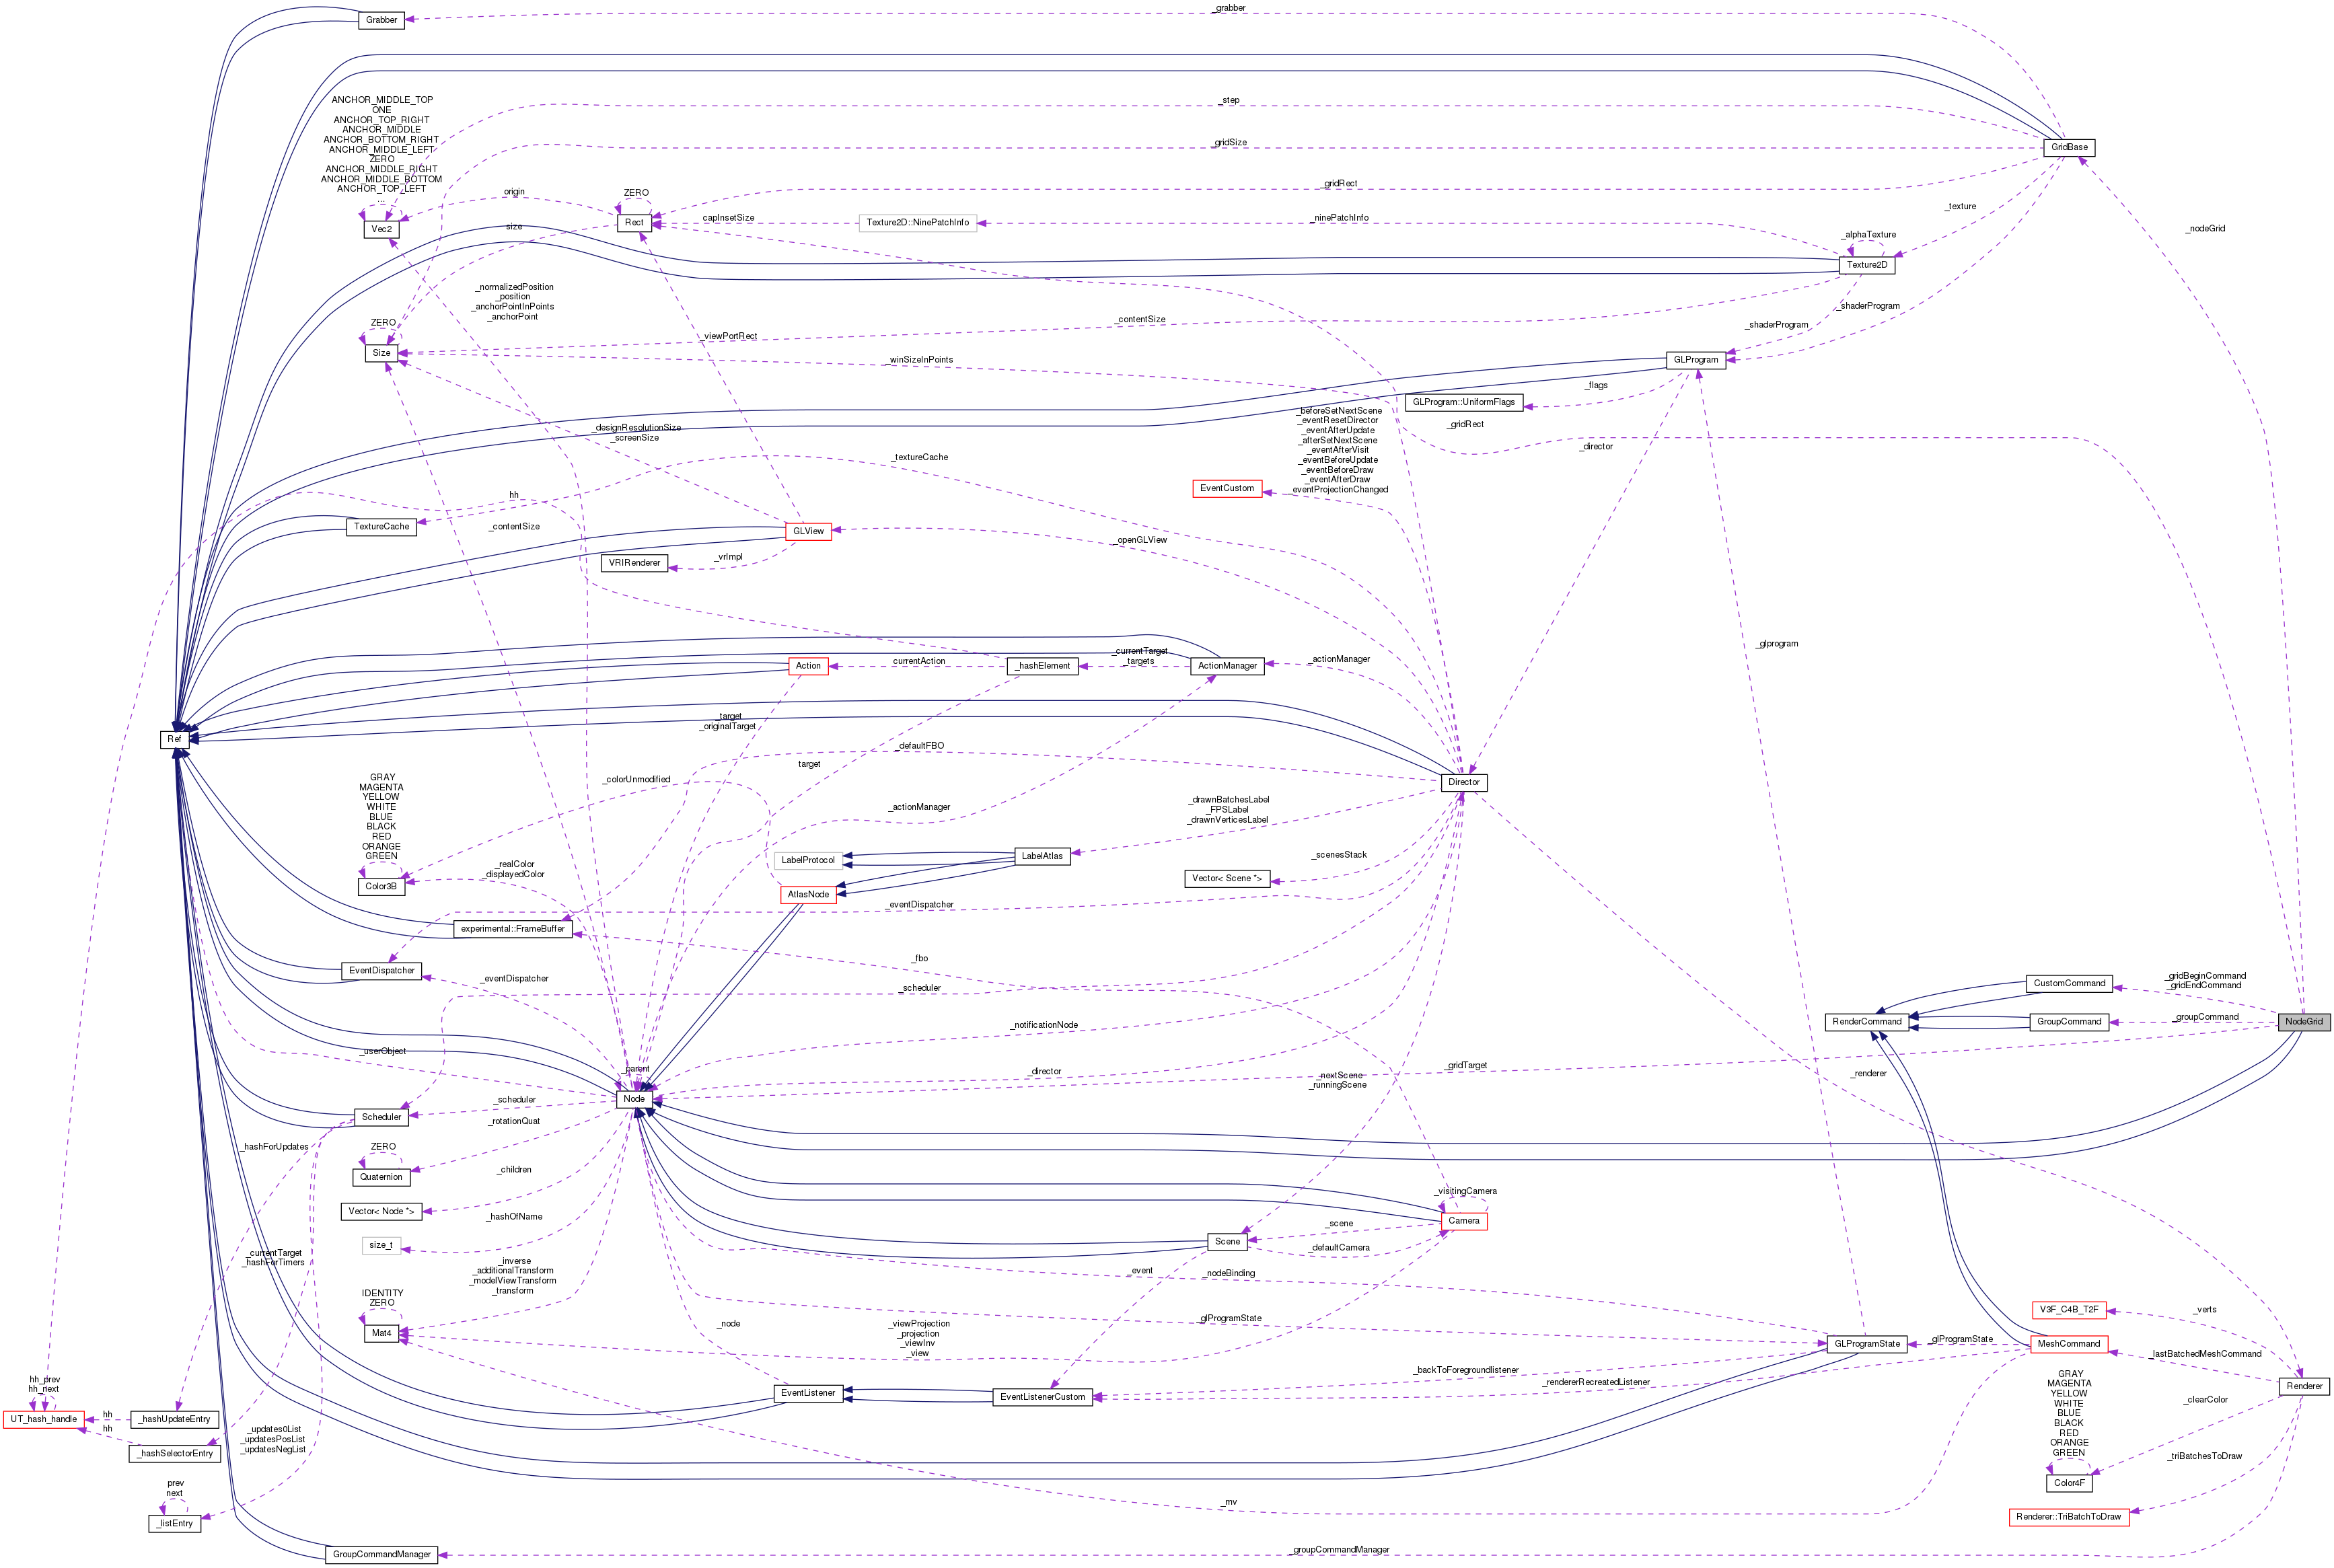 Grabber
_grabber
ANCHOR_MIDDLE_TOP
ONE
ANCHOR_TOP_RIGHT
ANCHOR_MIDDLE
ANCHOR_BOTTOM_RIGHT
ANCHOR_MIDDLE_LEFT
ZERO
ANCHOR_MIDDLE_RIGHT
ANCHOR_MIDDLE_BOTTOM
ANCHOR_TOP_LEFT
...
Vec2
_step
_gridSize
GridBase
_gridRect
origin
ZERO
Rect
capInsetSize
Texture2D::NinePatchInfo
_ninePatchInfo
_texture
_nodeGrid
size
_alphaTexture
Texture2D
_normalizedPosition
_position
_anchorPointInPoints
_anchorPoint
_shaderProgram
_contentSize
_shaderProgram
ZERO
Size
_viewPortRect
_winSizeInPoints
GLProgram
_flags
GLProgram::UniformFlags
_gridRect
_beforeSetNextScene
_eventResetDirector
_eventAfterUpdate
_afterSetNextScene
_eventAfterVisit
_eventBeforeUpdate
_eventBeforeDraw
_eventAfterDraw
_eventProjectionChanged
_designResolutionSize
_screenSize
_director
_textureCache
EventCustom
hh
TextureCache
_contentSize
GLView
_openGLView
_vrImpl
VRIRenderer
_glprogram
Action
currentAction
_hashElement
_currentTarget
_targets
ActionManager
_actionManager
_target
_originalTarget
Ref
_defaultFBO
target
_colorUnmodified
Director
GRAY
MAGENTA
YELLOW
WHITE
BLUE
BLACK
RED
ORANGE
GREEN
Color3B
_actionManager
_drawnBatchesLabel
_FPSLabel
_drawnVerticesLabel
LabelProtocol
LabelAtlas
_scenesStack
Vector< Scene *>
_realColor
_displayedColor
AtlasNode
_eventDispatcher
experimental::FrameBuffer
EventDispatcher
_eventDispatcher
_fbo
_scheduler
CustomCommand
_gridBeginCommand
_gridEndCommand
RenderCommand
GroupCommand
_groupCommand
NodeGrid
_notificationNode
_userObject
_parent
Node
_director
_gridTarget
_nextScene
_runningScene
_renderer
_scheduler
Scheduler
_rotationQuat
_hashForUpdates
ZERO
Quaternion
_children
Vector< Node *>
_visitingCamera
Camera
_hashOfName
size_t
_scene
Scene
_defaultCamera
_currentTarget
_hashForTimers
_inverse
_additionalTransform
_modelViewTransform
_transform
_event
_nodeBinding
IDENTITY
ZERO
Mat4
_node
_viewProjection
_projection
_viewInv
_view
_glProgramState
V3F_C4B_T2F
_verts
GLProgramState
_glProgramState
MeshCommand
_lastBatchedMeshCommand
_backToForegroundlistener
_rendererRecreatedListener
EventListener
EventListenerCustom
Renderer
hh_prev
hh_next
UT_hash_handle
hh
_hashUpdateEntry
hh
_hashSelectorEntry
_updates0List
_updatesPosList
_updatesNegList
GRAY
MAGENTA
YELLOW
WHITE
BLUE
BLACK
RED
ORANGE
GREEN
Color4F
_clearColor
_triBatchesToDraw
prev
next
_listEntry
_mv
Renderer::TriBatchToDraw
GroupCommandManager
_groupCommandManager